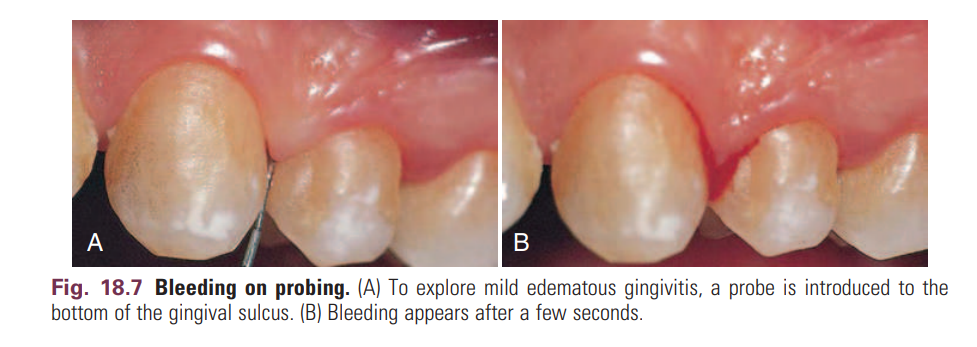 A
B
Fig. 18.7 Bleeding on probing. (A) To explore mild edematous gingivitis, a probe is introduced to the
bottom of the gingival sulcus. (B) Bleeding appears after a few seconds.